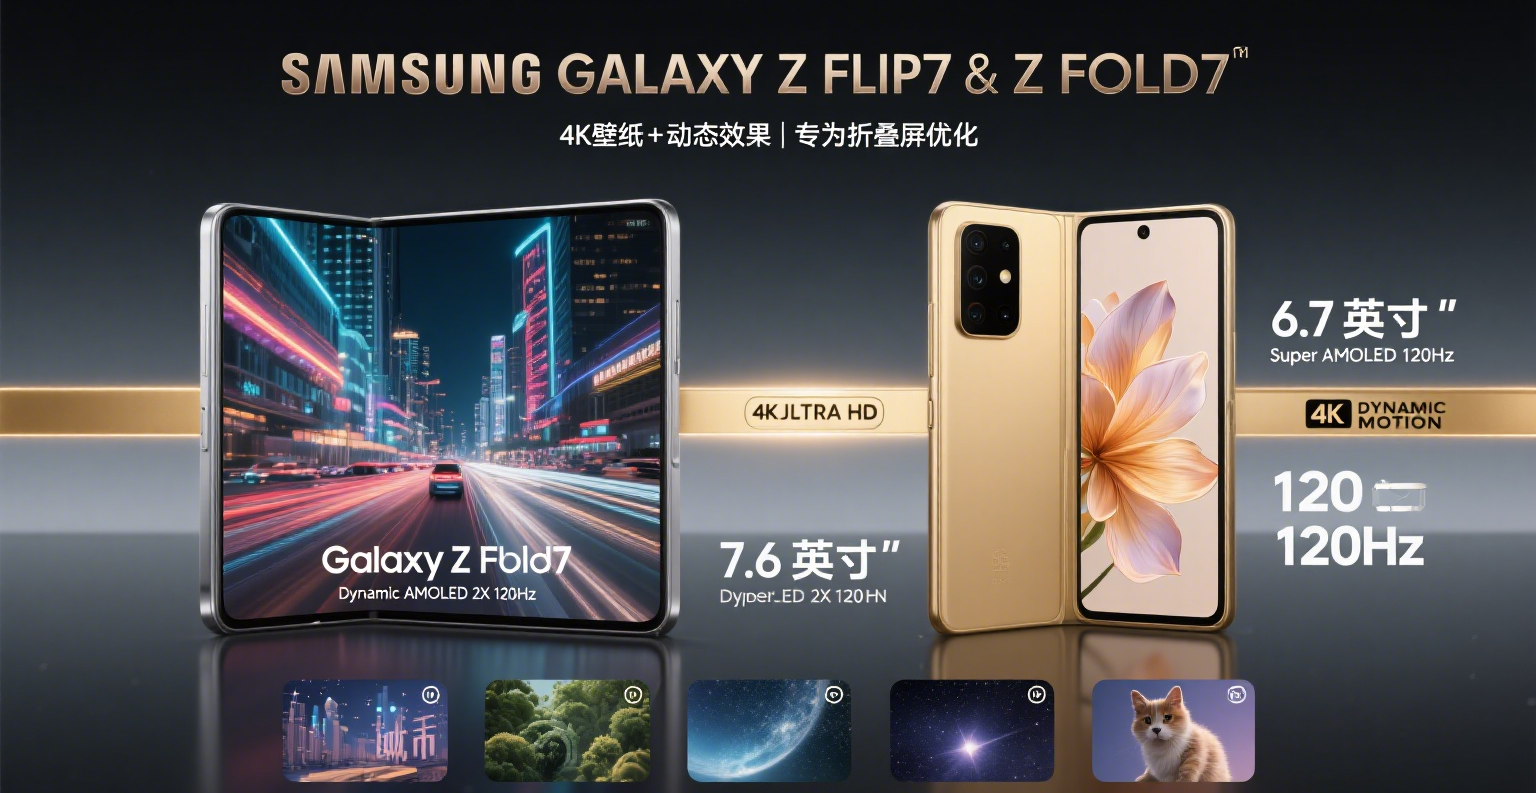 SAMSUNG GALAXY Z FLIP7 & Z FOLD7™
4K壁纸+动态效果 | 专为折叠屏优化
Galaxy Z Fbld7
Dynamic AMOLED 2X 120Hz
4KJLTRA HD
7.6 英寸"
Dyper_ED 2X 120HN
6.7 英寸"
Super AMOLED 120Hz
4K DYNAMIC
MOTION
120
120Hz
城市